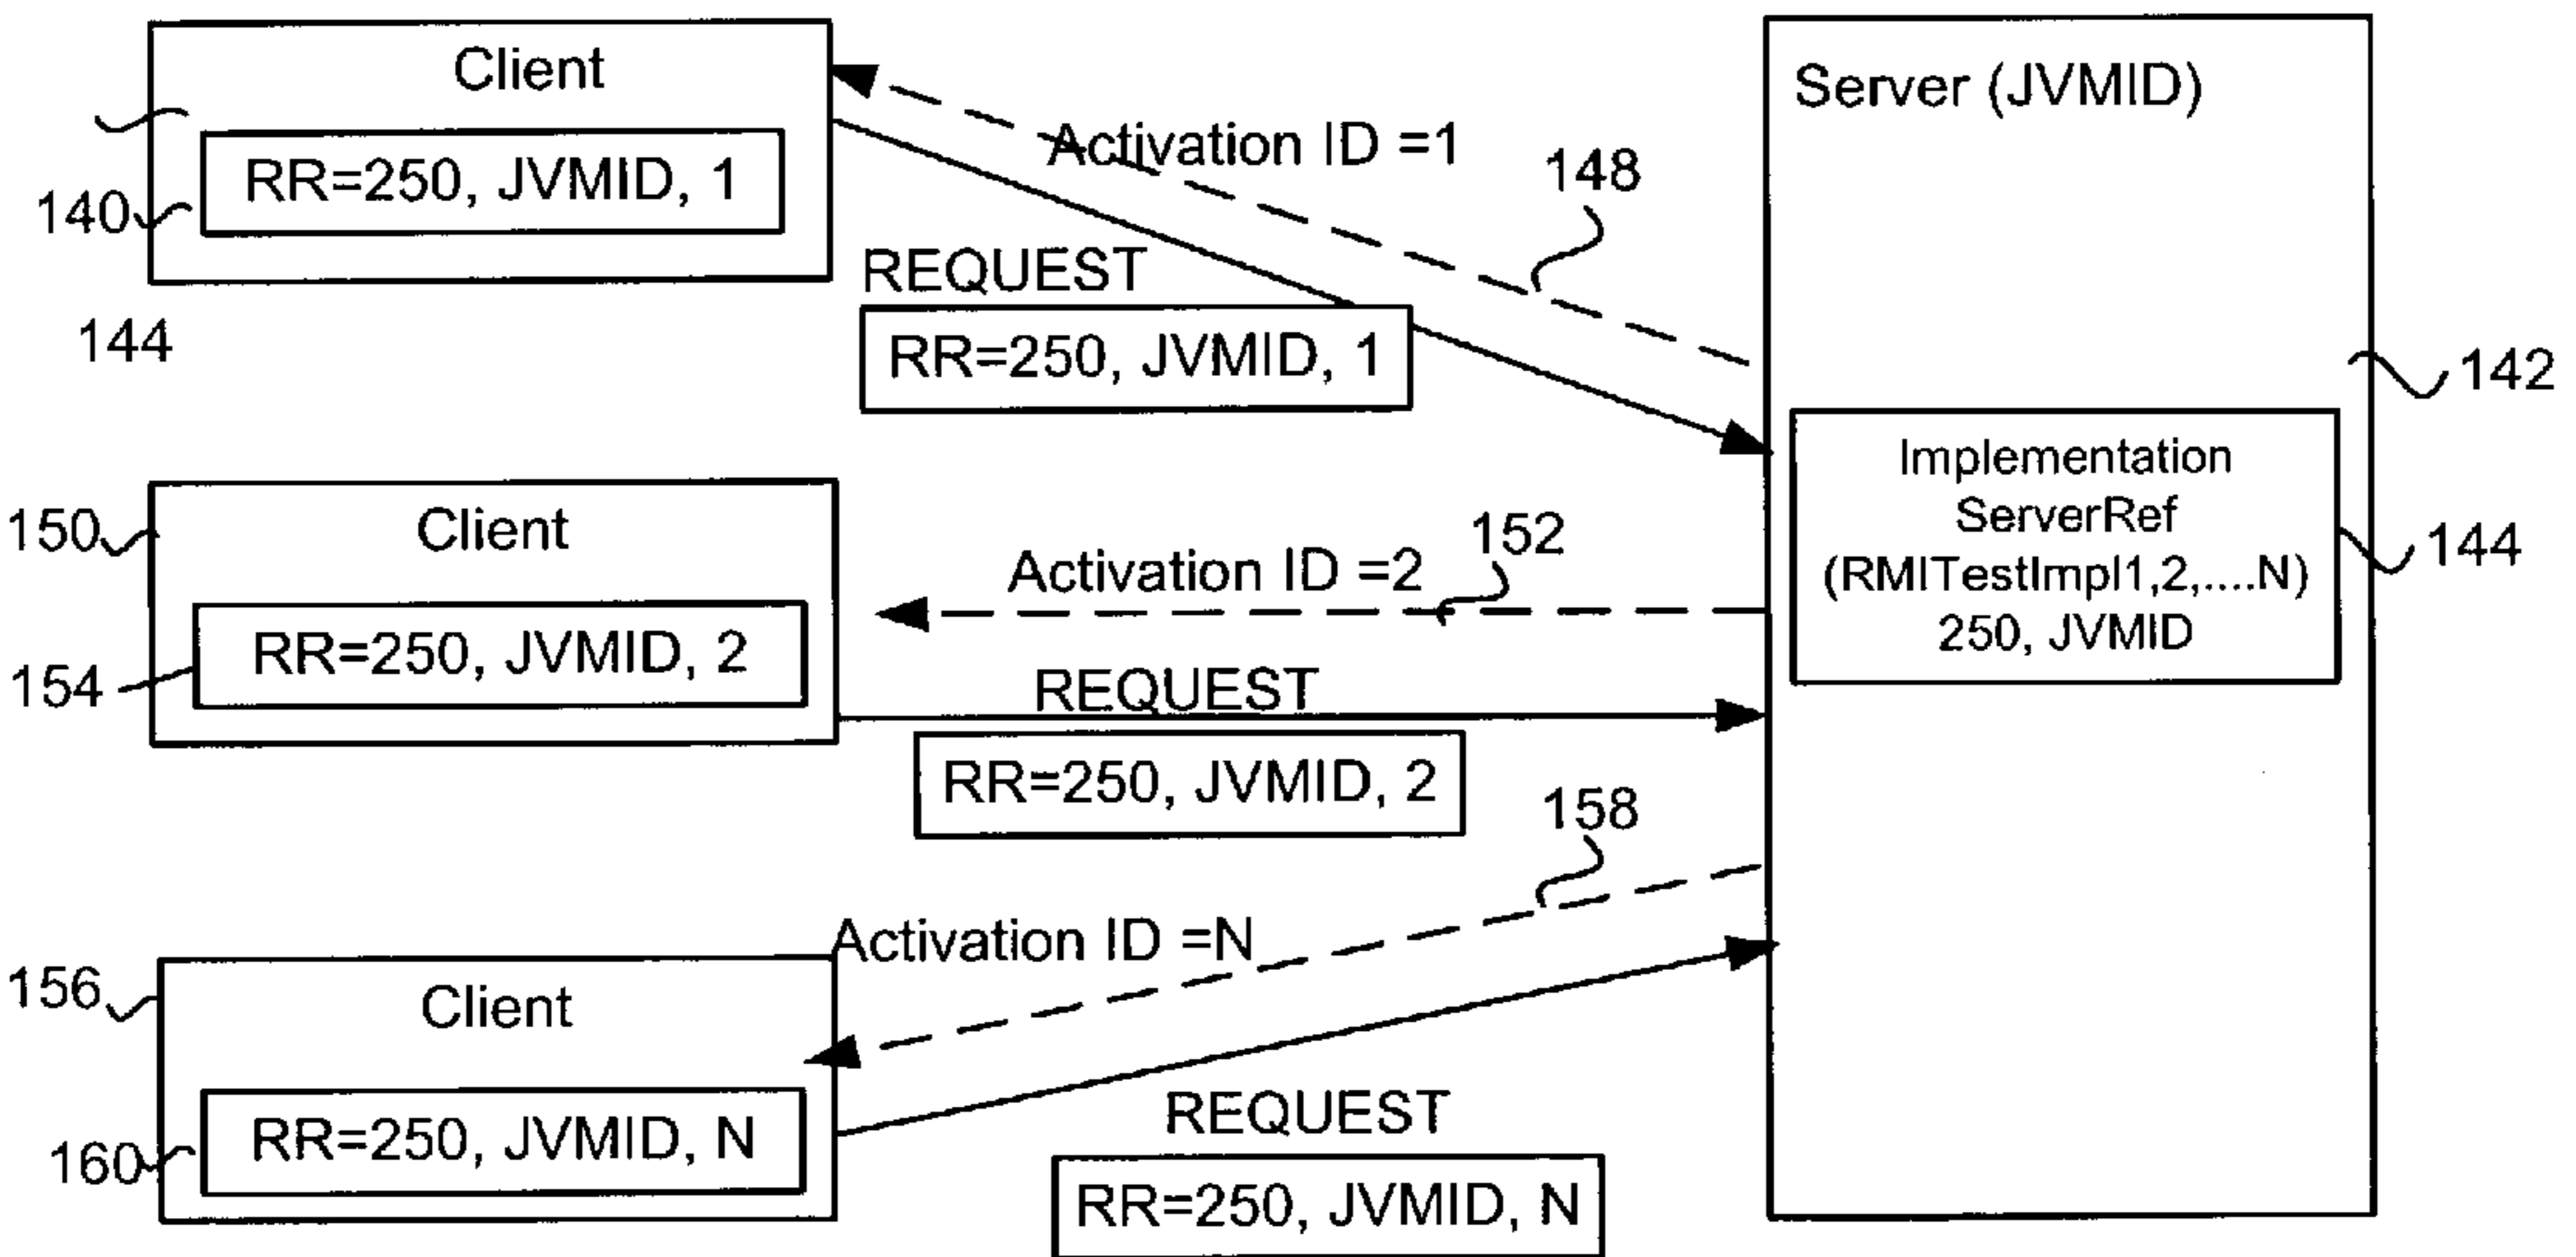 Client
RR=250, JVMID, 1
140
144
Activation ID =1
148
REQUEST
RR=250, JVMID, 1
Server (JVMID)
142
Implementation
ServerRef
(RMITestImpl1,2,....N)
250, JVMID
144
150
Client
RR=250, JVMID, 2
154
Activation ID =2
152
REQUEST
RR=250, JVMID, 2
158
Activation ID =N
156
Client
RR=250, JVMID, N
160
REQUEST
RR=250, JVMID, N